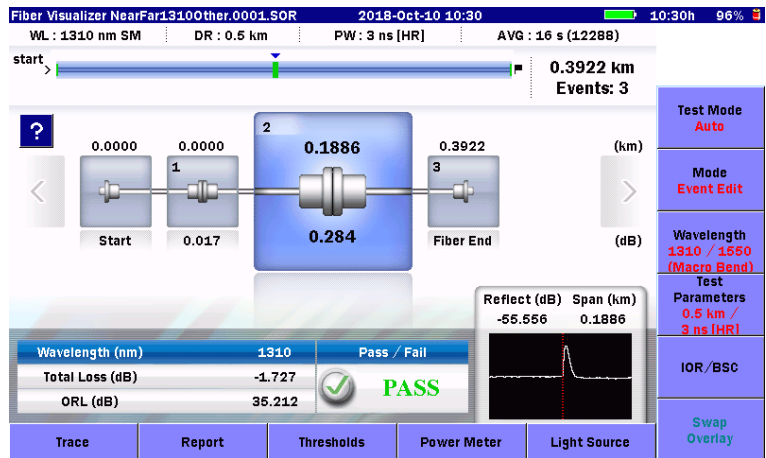 Fiber Visualizer NearFar1310Other.0001.SOR 2018-Oct-10 10:30 10:30h 96%
WL : 1310 nm SM DR : 0.5 km PW : 3 ns [HR] AVG : 16 s (12288)
start
0.3922 km
Events: 3
?
0.0000 0.0000 2 0.1886 0.3922 (km)
1 3
Start 0.017 0.284 Fiber End (dB)
Reflect (dB) Span (km)
-55.556 0.1886
Wavelength (nm) 1310 Pass / Fail
Total Loss (dB) -1.727 PASS
ORL (dB) 35.212
Test Mode
Auto
Mode
Event Edit
Wavelength
1310 / 1550
(Macro Bend)
Test
Parameters
0.5 km /
3 ns [HR]
IOR/BSC
Swap
Overlay
Trace Report Thresholds Power Meter Light Source